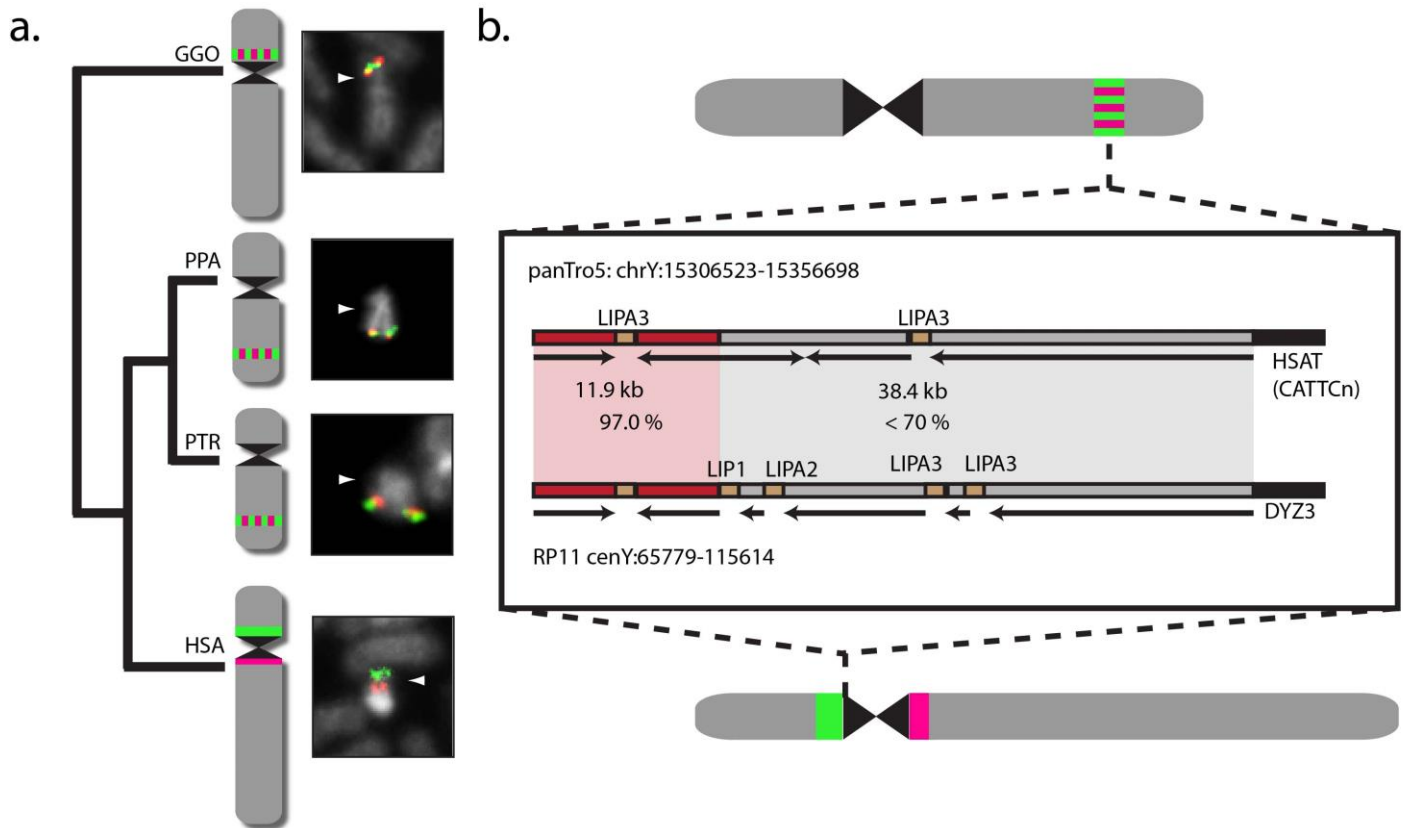 a.
GGO
PPA
PTR
HSA
b.
panTro5: chrY:15306523-15356698
LIPA3 LIPA3
HSAT
(CATTCn)
11.9 kb 38.4 kb
97.0 % < 70 %
LIP1 LIPA2 LIPA3 LIPA3
DYZ3
RP11 cenY:65779-115614